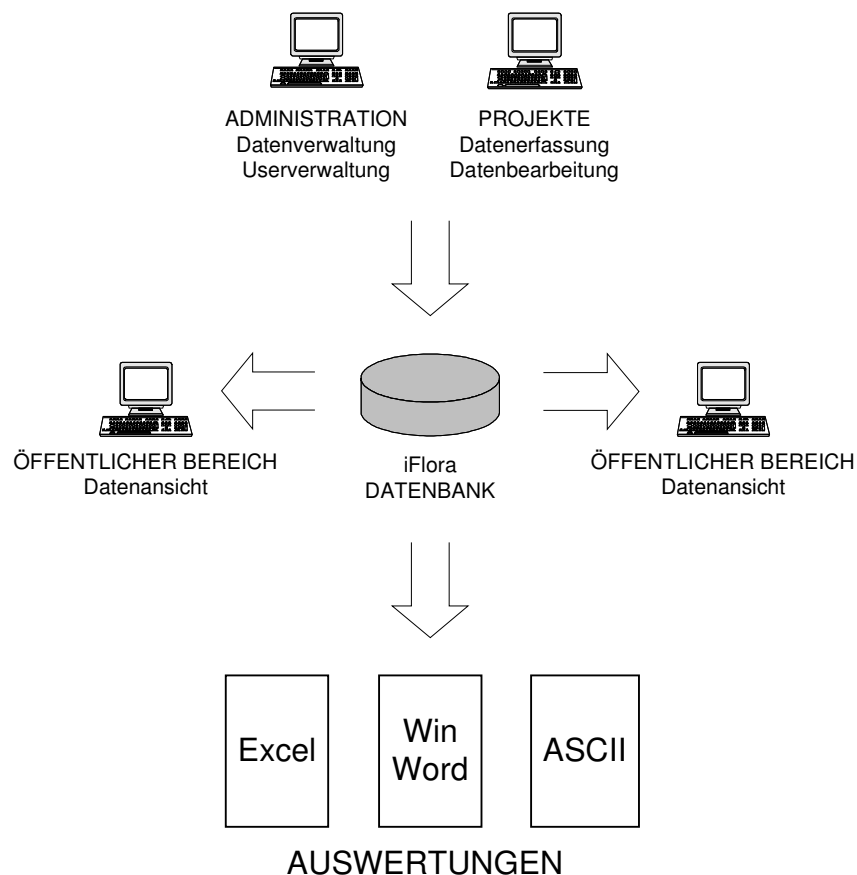 ADMINISTRATION
Datenverwaltung
Userverwaltung
PROJEKTE
Datenerfassung
Datenbearbeitung
ÖFFENTLICHER BEREICH
Datenansicht
iFlora
DATENBANK
ÖFFENTLICHER BEREICH
Datenansicht
Excel
Win
Word
ASCII
AUSWERTUNGEN